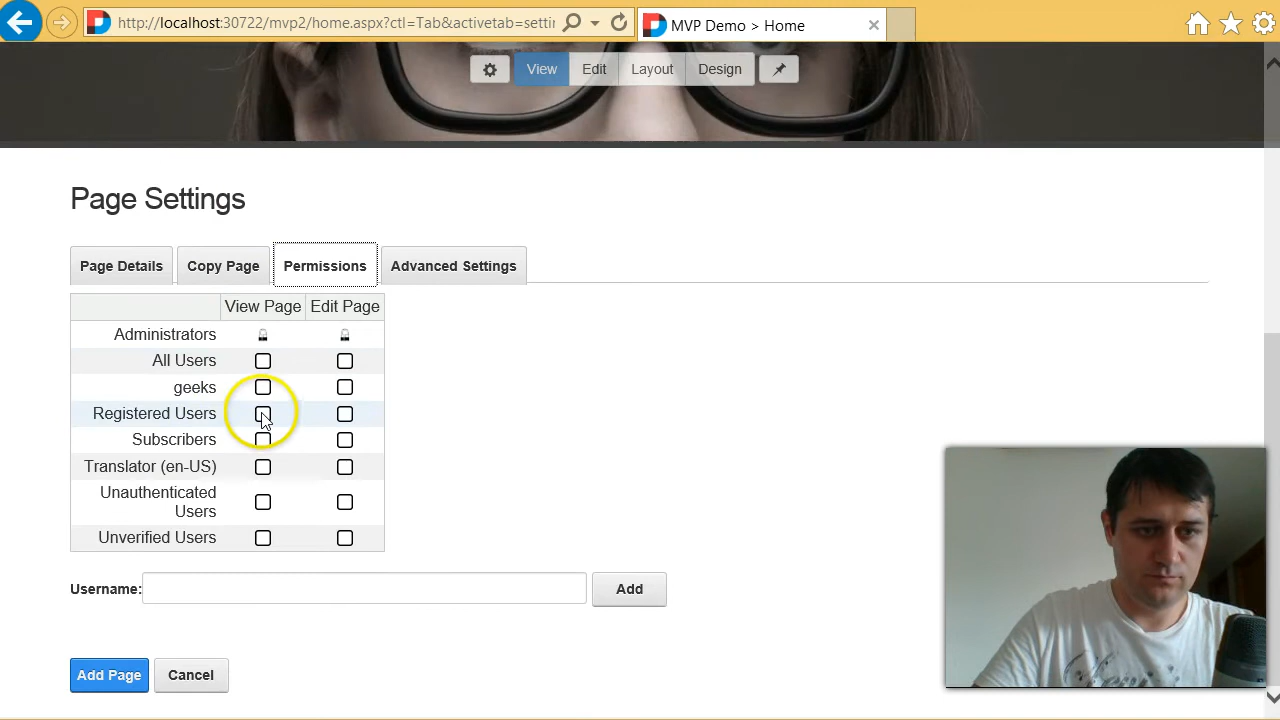 http://localhost:30722/mvp2/home.aspx?ctl=Tab&activetab=settin
MVP Demo > Home
View
Edit
Layout
Design
Page Settings
Page Details
Copy Page
Permissions
Advanced Settings
View Page
Edit Page
Administrators
All Users
geeks
Registered Users
Subscribers
Translator (en-US)
Unauthenticated
Users
Unverified Users
Username:
Add
Add Page
Cancel